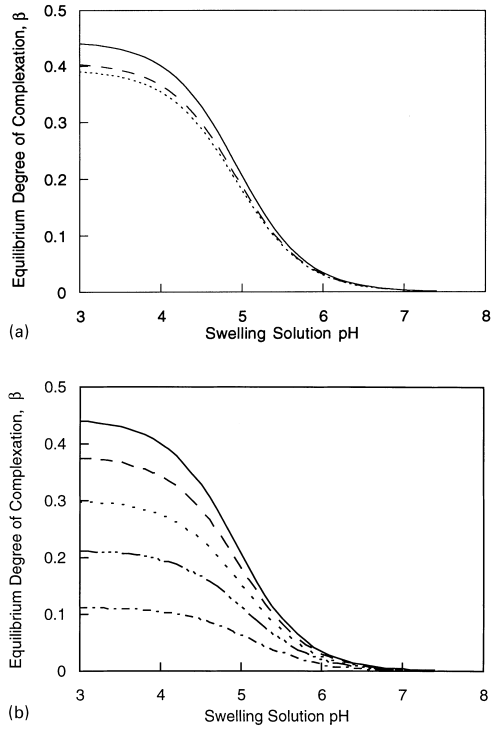 0.5
0.4
0.3
0.2
0.1
0
Equilibrium Degree of Complexation, β
3 4 5 6 7 8
Swelling Solution pH
(a)
0.5
0.4
0.3
0.2
0.1
0
Equilibrium Degree of Complexation, β
3 4 5 6 7 8
Swelling Solution pH
(b)